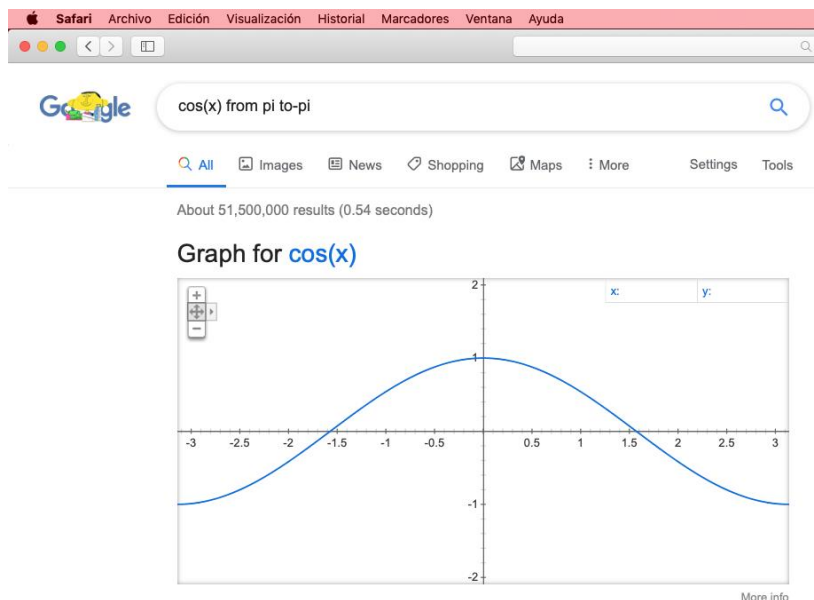 Safari Archivo Edición Visualización Historial Marcadores Ventana Ayuda
Google
cos(x) from pi to-pi
All Images News Shopping Maps More Settings Tools
About 51,500,000 results (0.54 seconds)
Graph for cos(x)
x: y:
2
1
-3 -2.5 -2 -1.5 -1 -0.5 0.5 1 1.5 2 2.5 3
-1
-2
More info